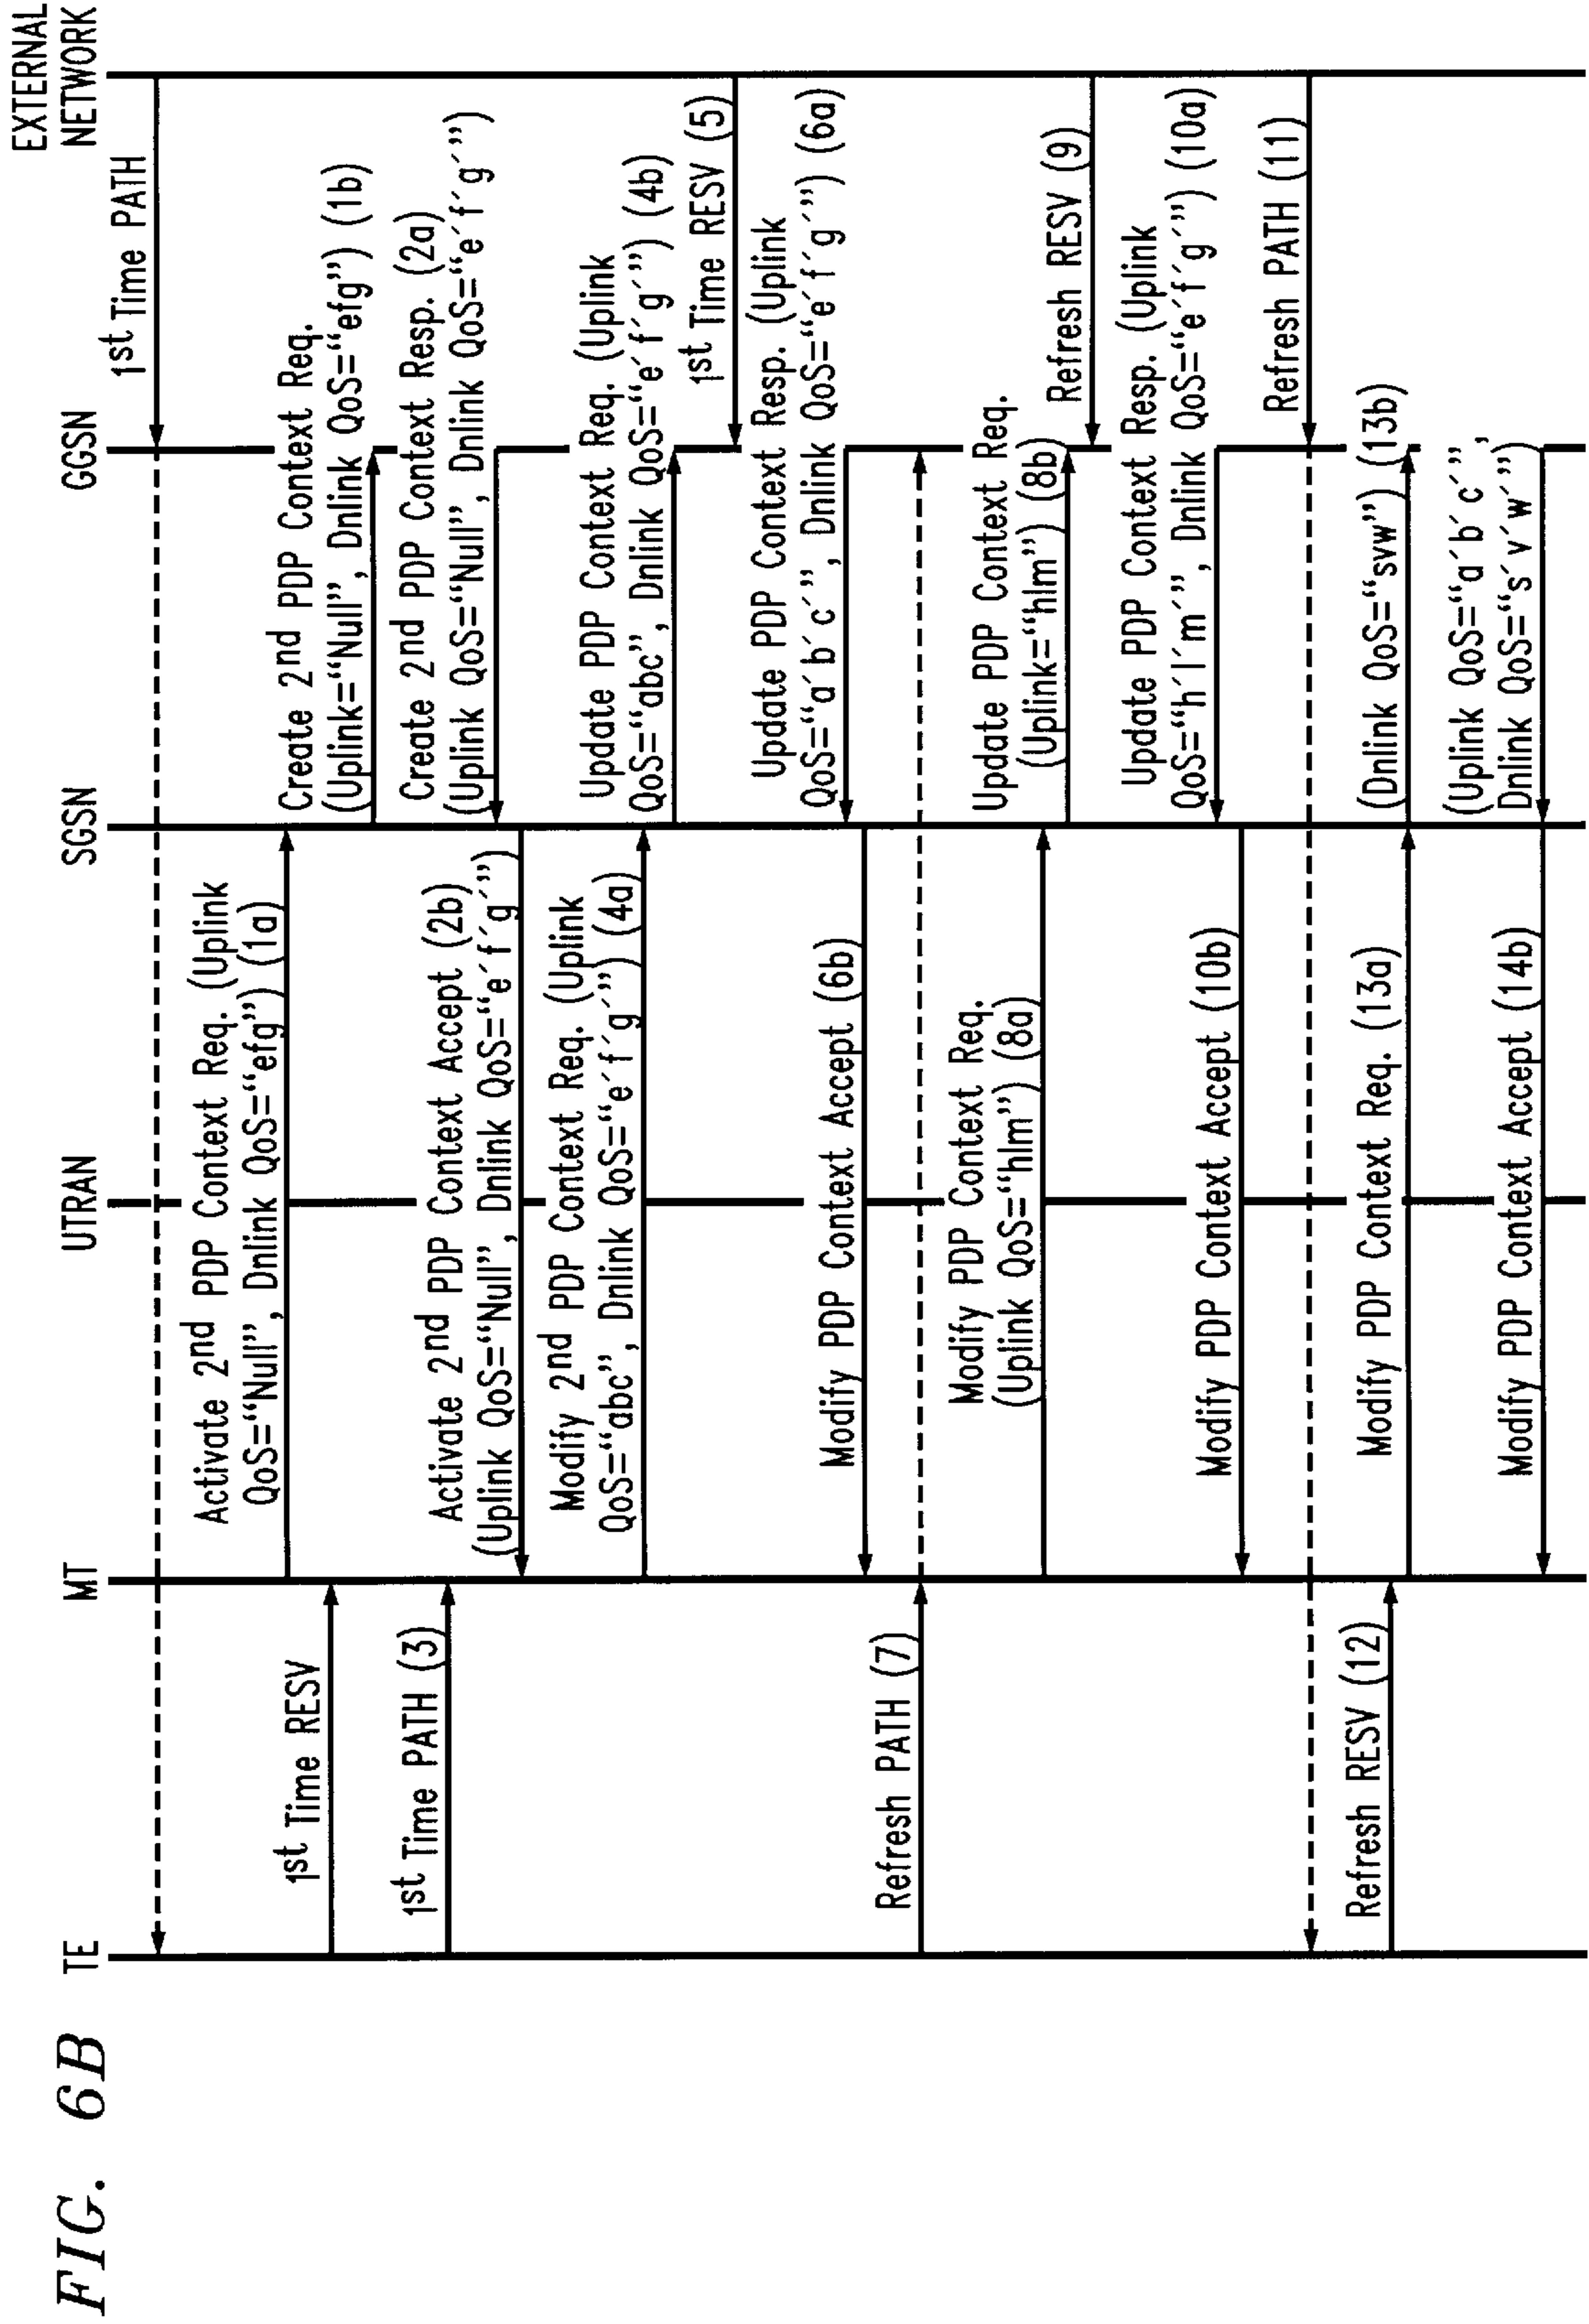 FIG. 6B
TE
MT
UTRAN
SGSN
GGSN
EXTERNAL
NETWORK
1st Time PATH
Activate 2nd PDP Context Req. (Uplink
QoS="Null", Dnlink QoS="efg") (1a)
1st Time RESV
Create 2nd PDP Context Req.
(Uplink="Null", Dnlink QoS="efg") (1b)
1st Time PATH (3)
Create 2nd PDP Context Resp. (2a)
(Uplink QoS="Null", Dnlink QoS="e´f´g´")
Activate 2nd PDP Context Accept (2b)
(Uplink QoS="Null", Dnlink QoS="e´f´g´")
Modify 2nd PDP Context Req. (Uplink
QoS="abc", Dnlink QoS="e´f´g´") (4a)
Update PDP Context Req. (Uplink
QoS="abc", Dnlink QoS="e´f´g´") (4b)
1st Time RESV (5)
Update PDP Context Resp. (Uplink
QoS="a´b´c´", Dnlink QoS="e´f´g´") (6a)
Modify PDP Context Accept (6b)
Refresh PATH (7)
Modify PDP Context Req.
(Uplink QoS="hlm") (8a)
Update PDP Context Req.
(Uplink="hlm") (8b)
Refresh RESV (9)
Update PDP Context Resp. (Uplink
QoS="h´l´m´", Dnlink QoS="e´f´g´") (10a)
Modify PDP Context Accept (10b)
Refresh PATH (11)
Refresh RESV (12)
Modify PDP Context Req. (13a)
(Dnlink QoS="svw") (13b)
(Uplink QoS="a´b´c´",
Dnlink QoS="s´v´w´")
Modify PDP Context Accept (14b)